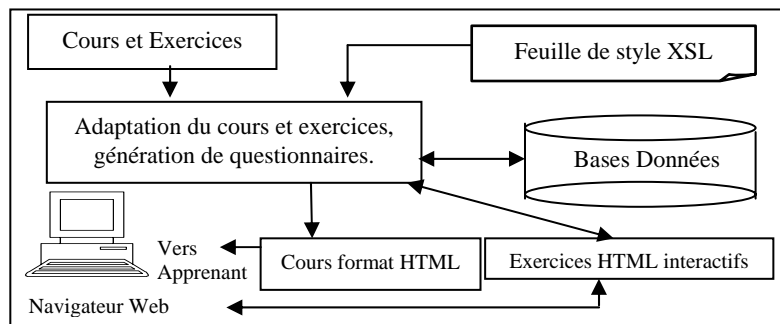 Cours et Exercices
Feuille de style XSL
Adaptation du cours et exercices,
génération de questionnaires.
Bases Données
Vers
Apprenant
Cours format HTML
Exercices HTML interactifs
Navigateur Web